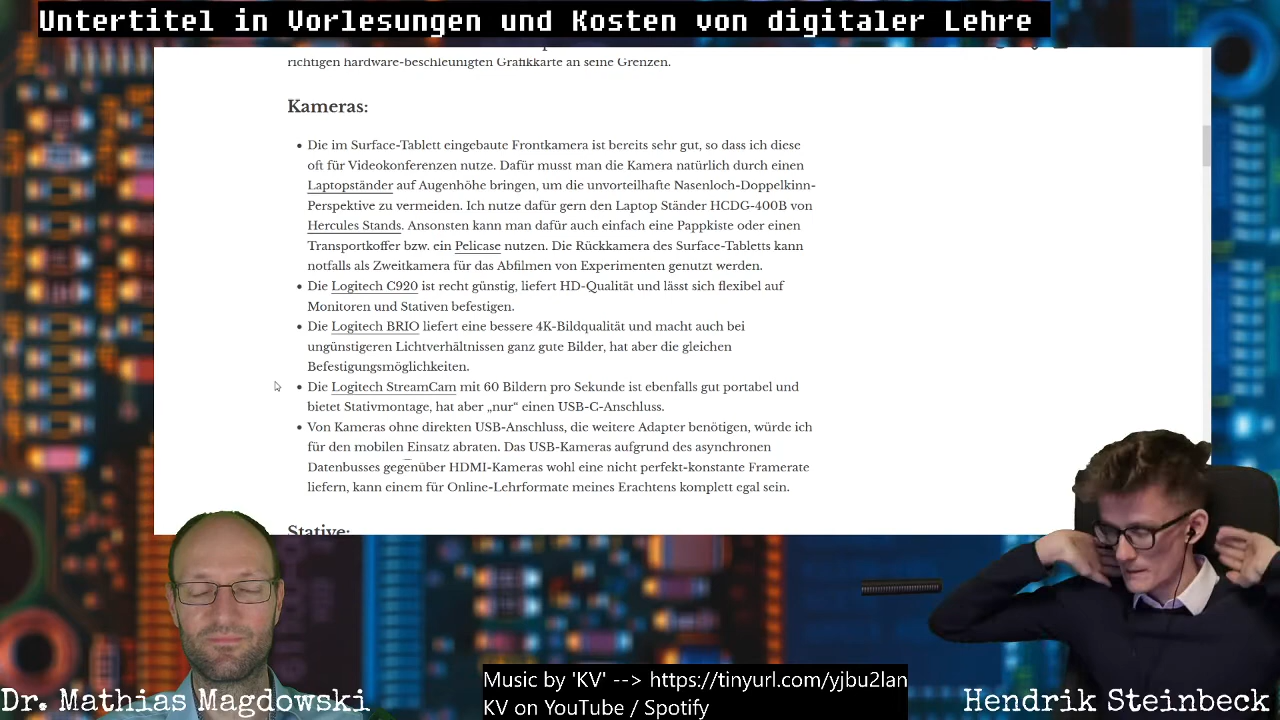 Untertitel in Vorlesungen und Kosten von digitaler Lehre
richtigen hardware-beschleunigten Grafikkarte an seine Grenzen.
Kameras:
• Die im Surface-Tablett eingebaute Frontkamera ist bereits sehr gut, so dass ich diese
oft für Videokonferenzen nutze. Dafür musst man die Kamera natürlich durch einen
Laptopständer auf Augenhöhe bringen, um die unvorteilhafte Nasenloch-Doppelkinn-
Perspektive zu vermeiden. Ich nutze dafür gern den Laptop Ständer HCDG-400B von
Hercules Stands. Ansonsten kann man dafür auch einfach eine Pappkiste oder einen
Transportkoffer bzw. ein Pelicase nutzen. Die Rückkamera des Surface-Tabletts kann
notfalls als Zweitkamera für das Abfilmen von Experimenten genutzt werden.
• Die Logitech C920 ist recht günstig, liefert HD-Qualität und lässt sich flexibel auf
Monitoren und Stativen befestigen.
• Die Logitech BRIO liefert eine bessere 4K-Bildqualität und macht auch bei
ungünstigeren Lichtverhältnissen ganz gute Bilder, hat aber die gleichen
Befestigungsmöglichkeiten.
• Die Logitech StreamCam mit 60 Bildern pro Sekunde ist ebenfalls gut portabel und
bietet Stativmontage, hat aber „nur“ einen USB-C-Anschluss.
• Von Kameras ohne direkten USB-Anschluss, die weitere Adapter benötigen, würde ich
für den mobilen Einsatz abraten. Das USB-Kameras aufgrund des asynchronen
Datenbusses gegenüber HDMI-Kameras wohl eine nicht perfekt-konstante Framerate
liefern, kann einem für Online-Lehrformate meines Erachtens komplett egal sein.
Stative:
Dr. Mathias Magdowski
Music by 'KV' --> https://tinyurl.com/yjbu2lan
KV on YouTube / Spotify
Hendrik Steinbeck